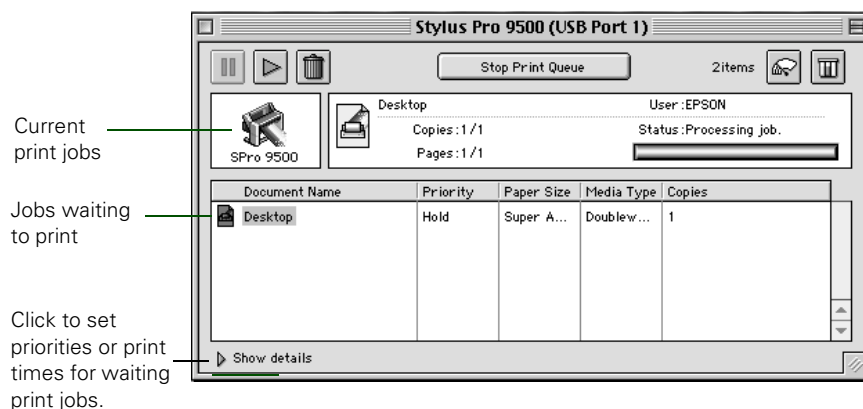 Stylus Pro 9500 (USB Port 1)
Stop Print Queue
2items
Current
print jobs
SPro 9500
Desktop
User:EPSON
Copies:1/1
Status:Processing job.
Pages:1/1
Document Name
Priority
Paper Size
Media Type
Copies
Jobs waiting
to print
Desktop
Hold
Super A...
Doublew...
1
Click to set
priorities or print
times for waiting
print jobs.
Show details